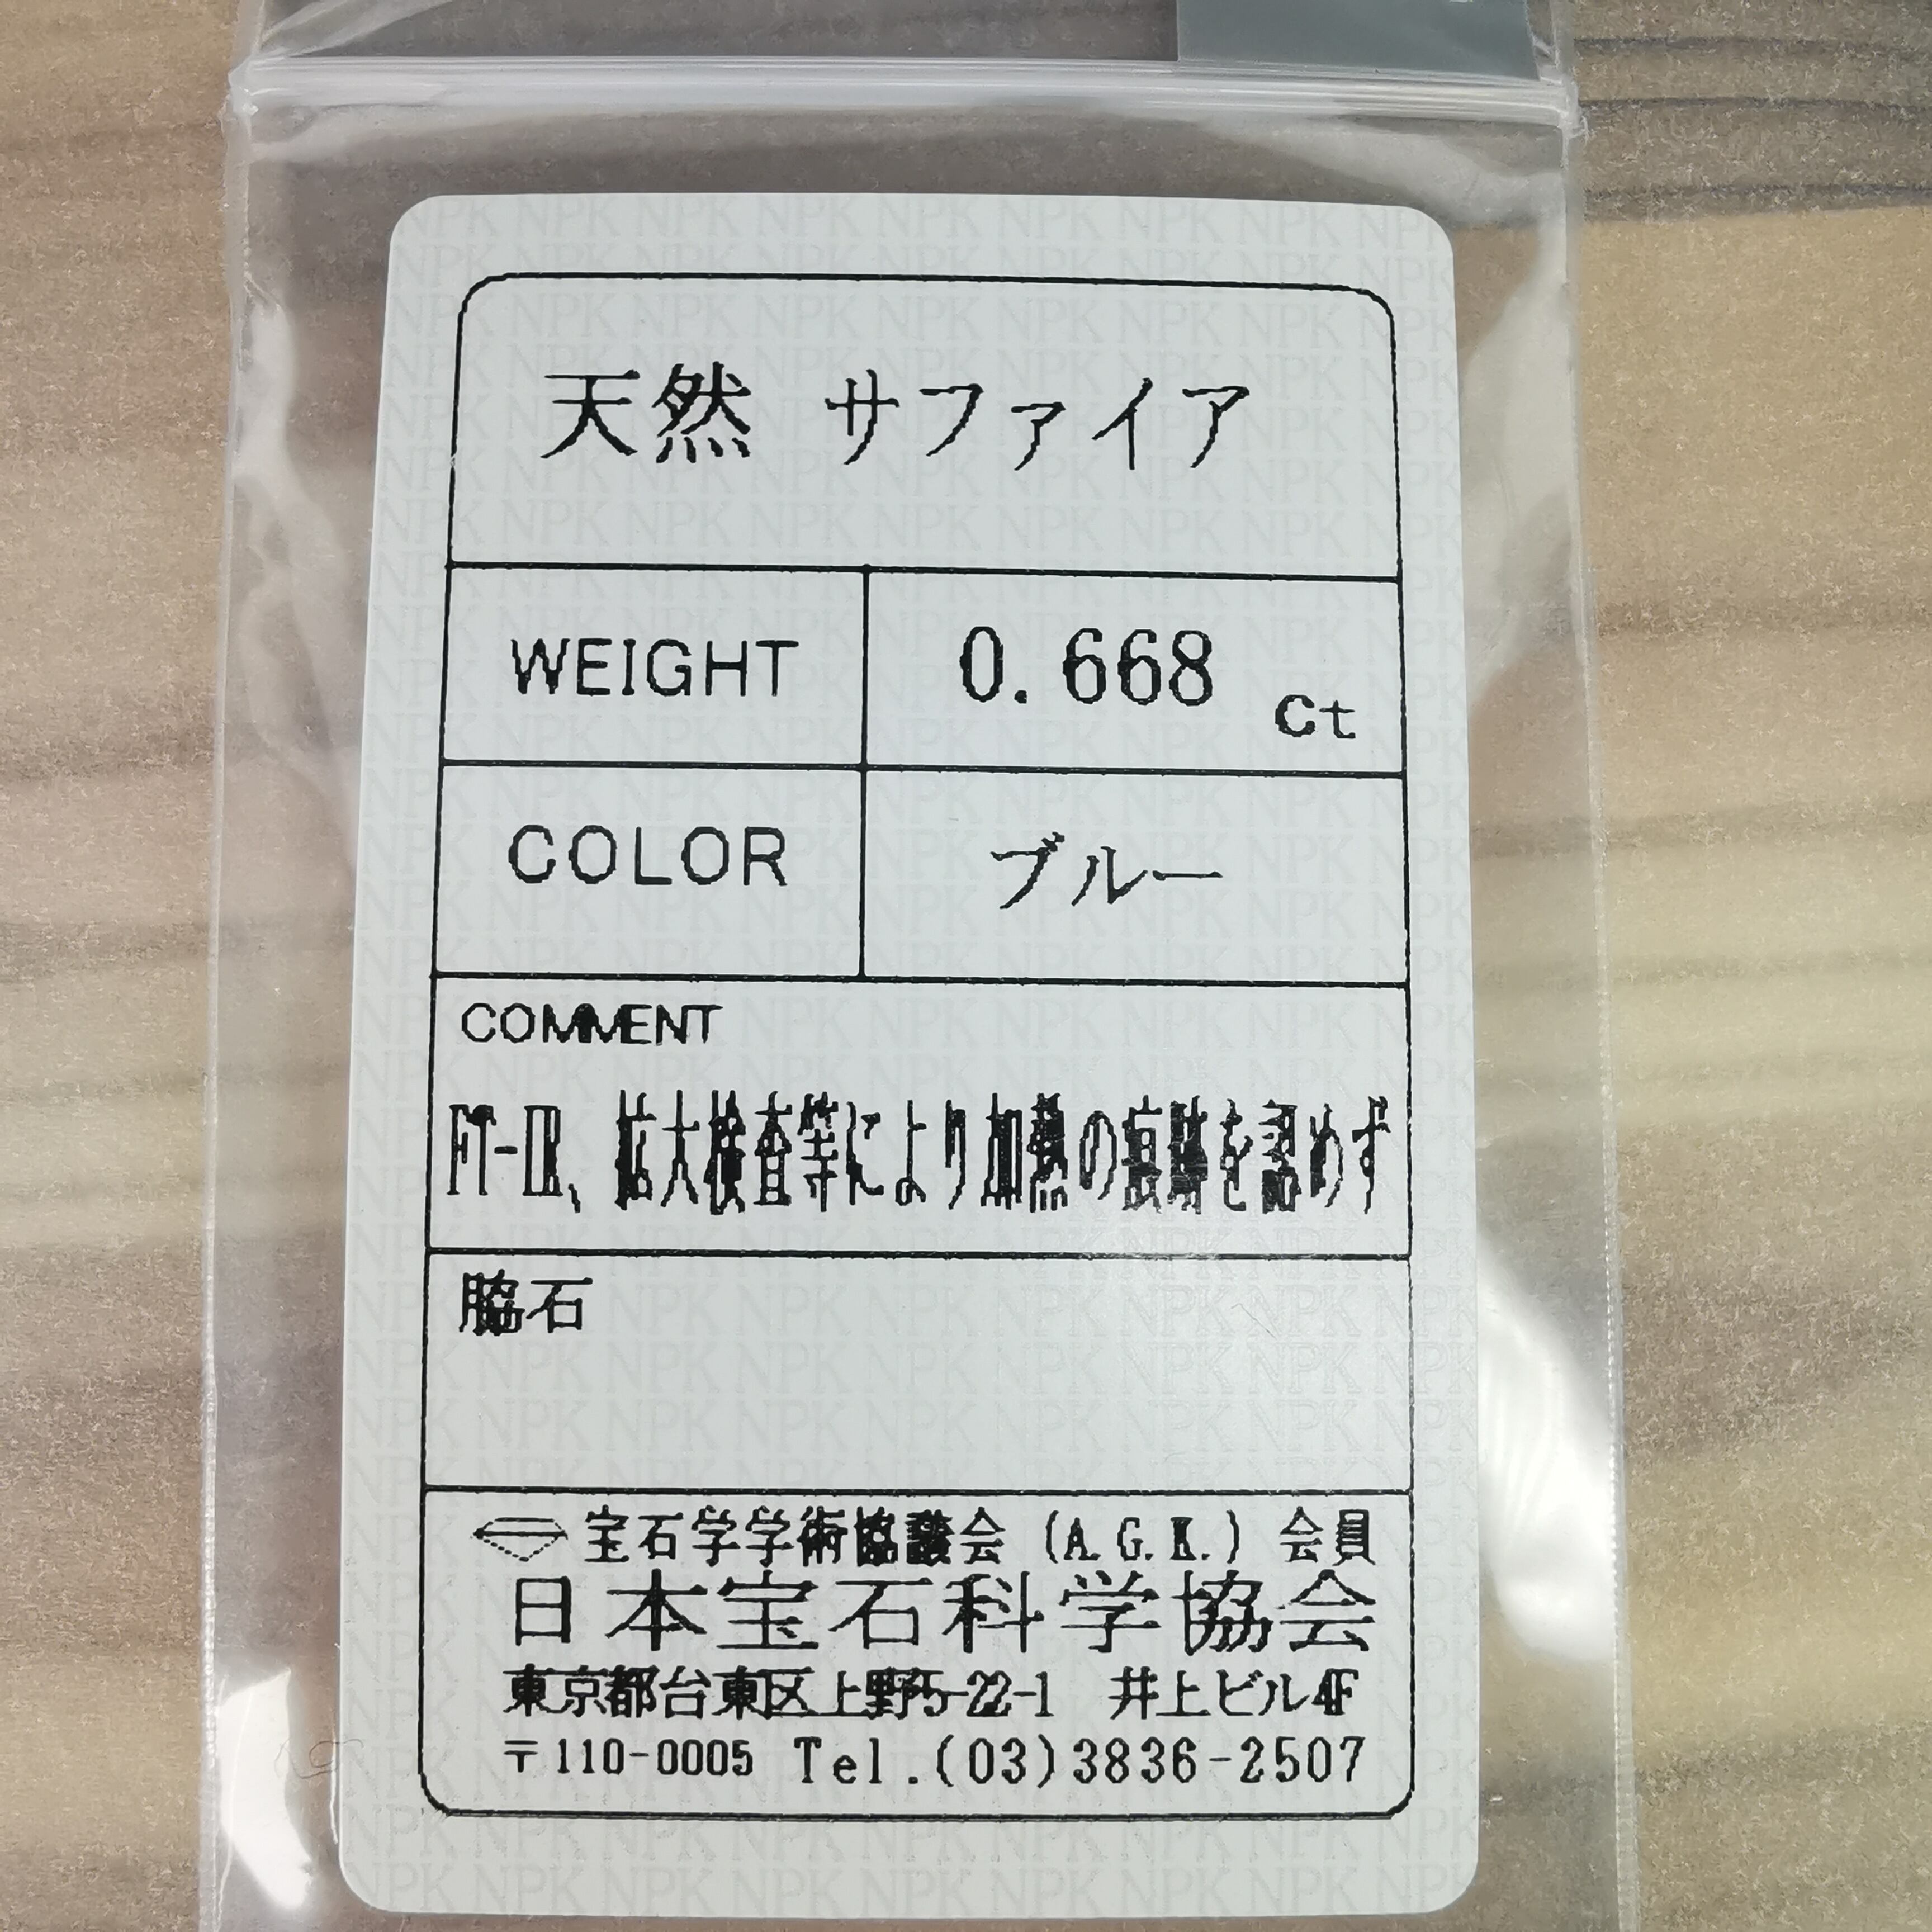 天然 サファイア
WEIGHT 0.668 ct
COLOR ブルー
COMMENT
FT-IR、拡大検査等により加熱の痕跡を認めず
脇石
宝石学学術協議会 (A.G.K.) 会員
日本宝石科学協会
東京都台東区上野5-22-1 井上ビル4F
〒110-0005 Tel.(03)3836-2507
NPK